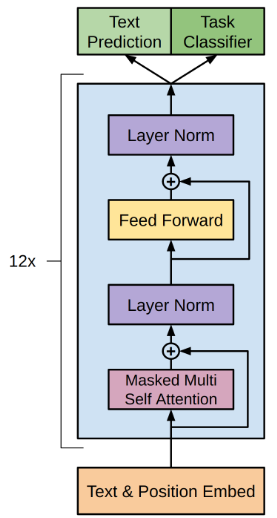 Text
Prediction
Task
Classifier
Layer Norm
Feed Forward
12x
Layer Norm
Masked Multi
Self Attention
Text & Position Embed